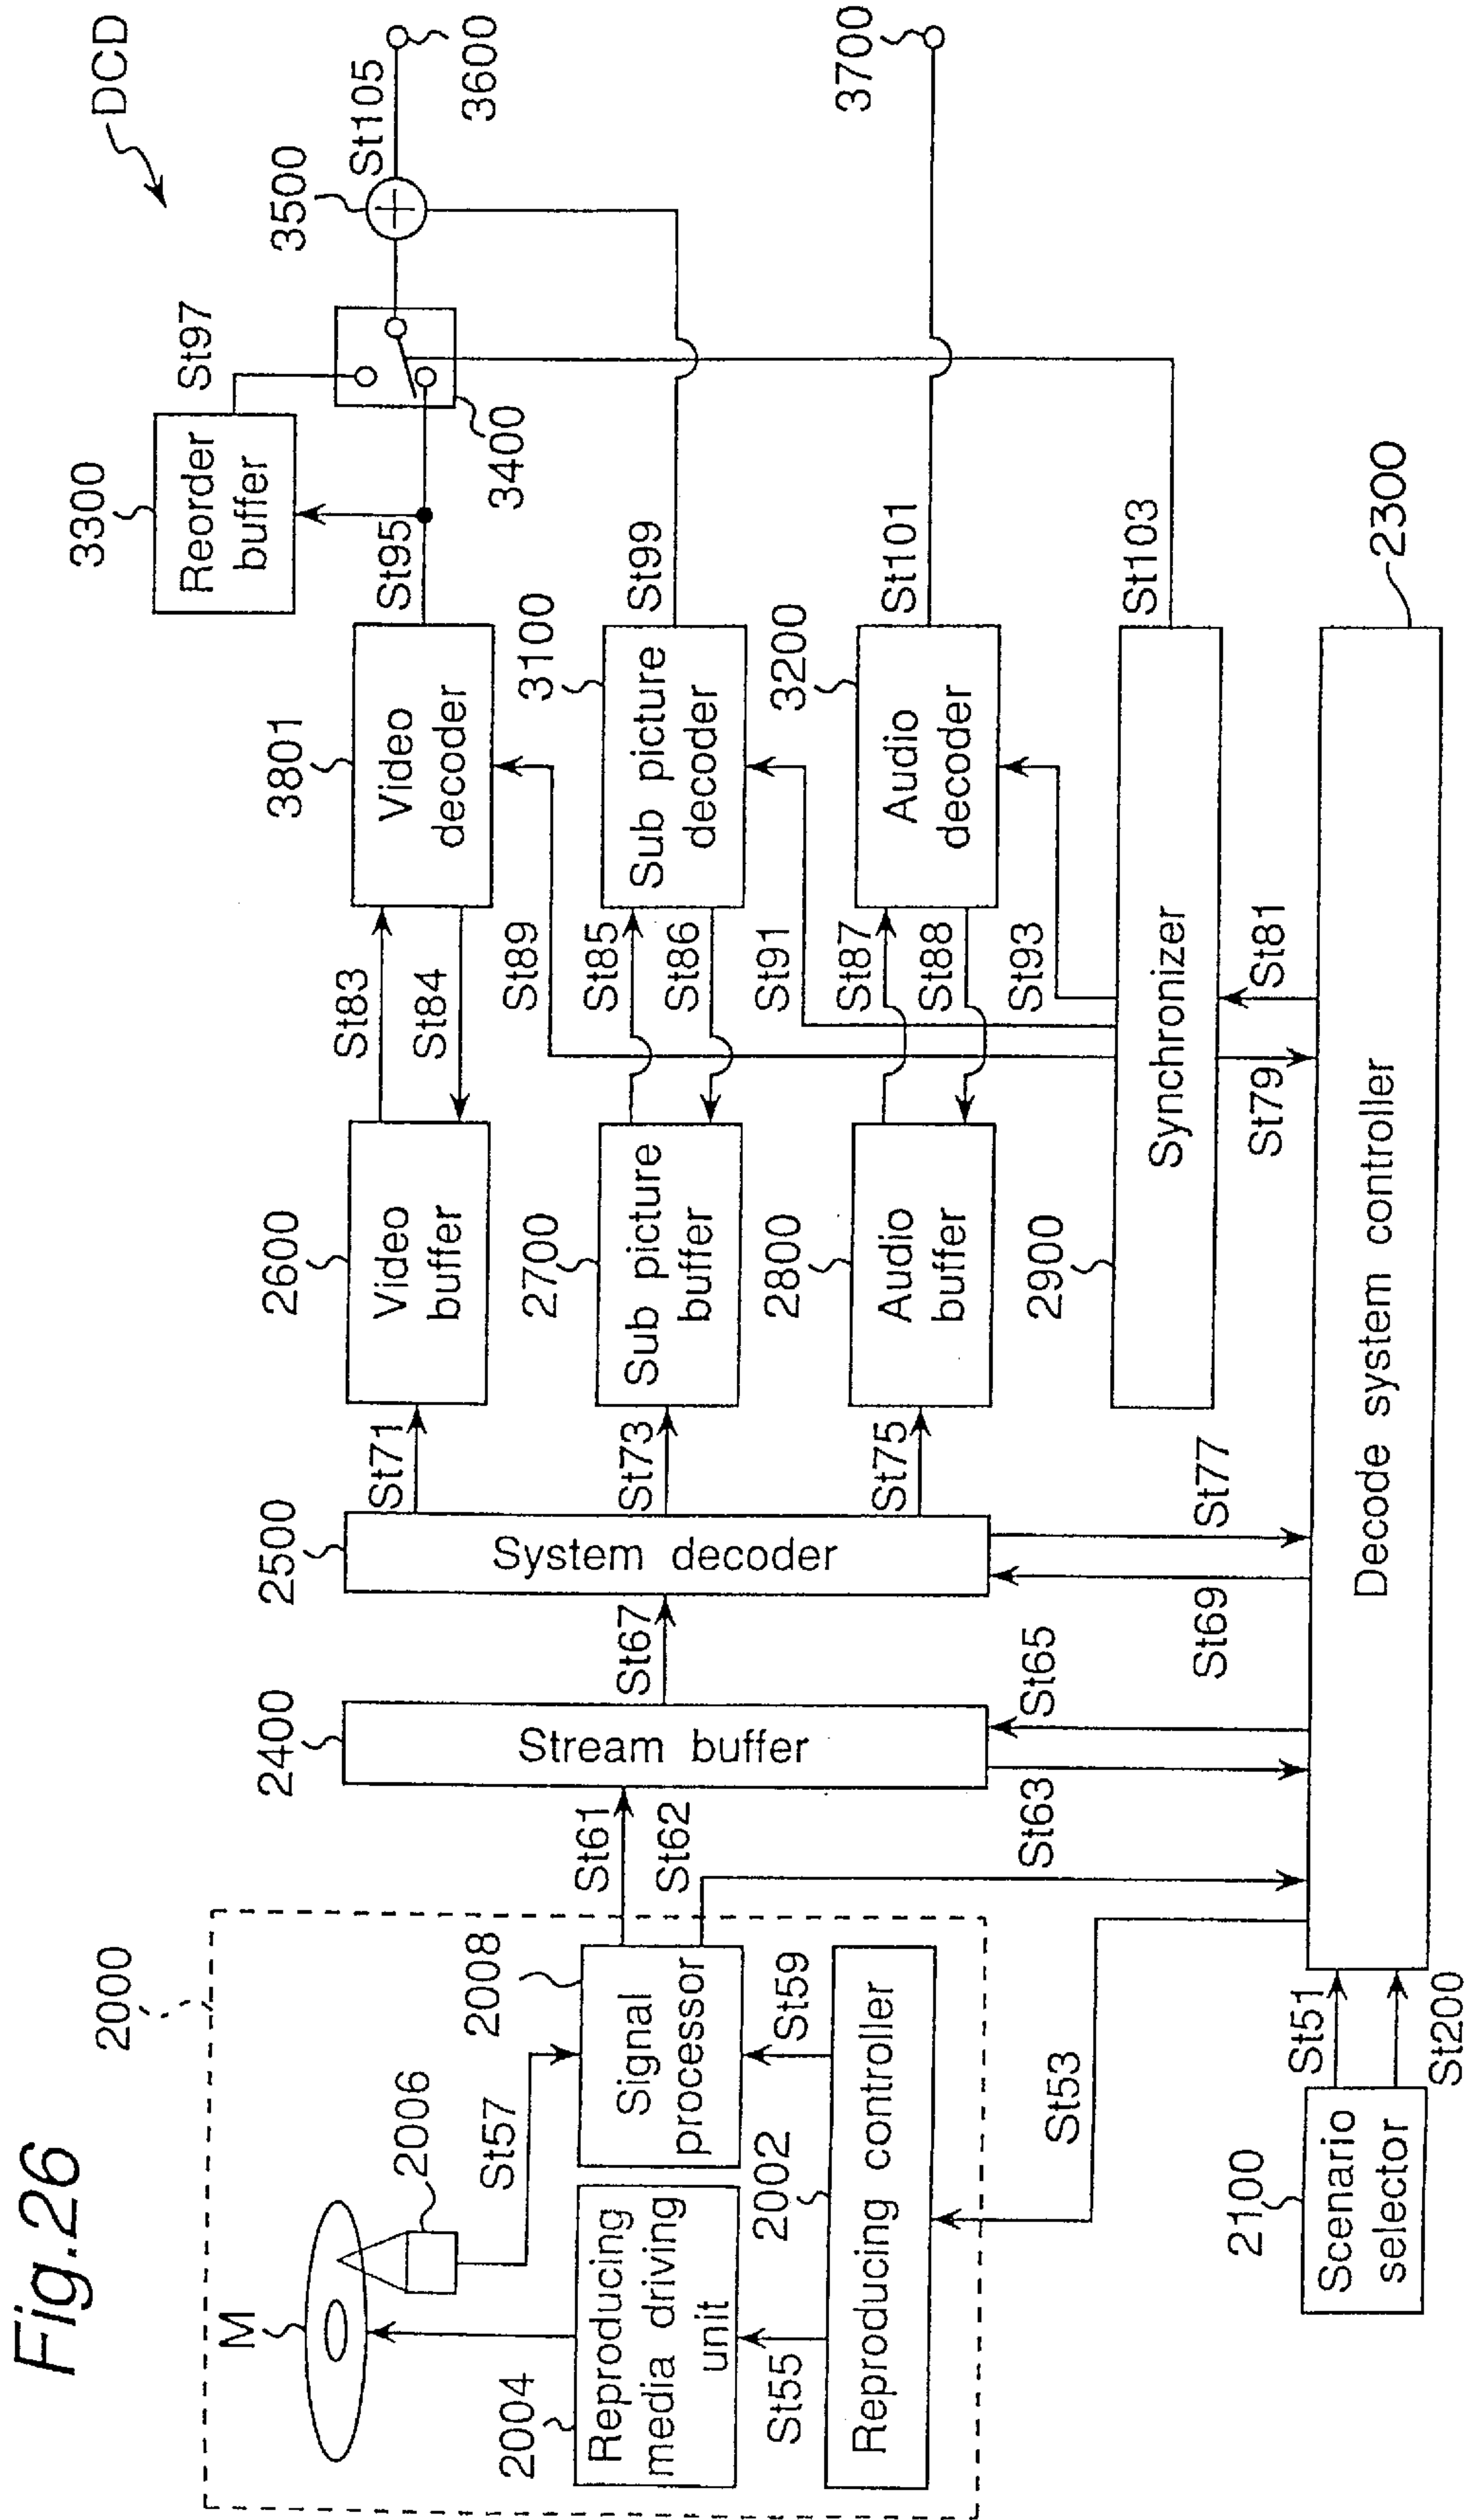 Fig.26
DCD
2000
M
2006
2004
Reproducing
media driving
unit
St57
2008
Signal
processor
St55
2002
St59
Reproducing controller
St53
2100
Scenario
selector
St51
St200
St61
St62
2400
Stream buffer
St63
St65
St67
2500
System decoder
St69
St77
St71
St73
St75
2600
Video
buffer
2700
Sub picture
buffer
2800
Audio
buffer
2900
Synchronizer
St79
St81
2300
Decode system controller
St83
St84
St89
St85
St86
St91
St87
St88
St93
3801
Video
decoder
3100
Sub picture
decoder
3200
Audio
decoder
St95
St99
St101
St103
3300
Reorder
buffer
St97
3400
3500
St105
3600
3700